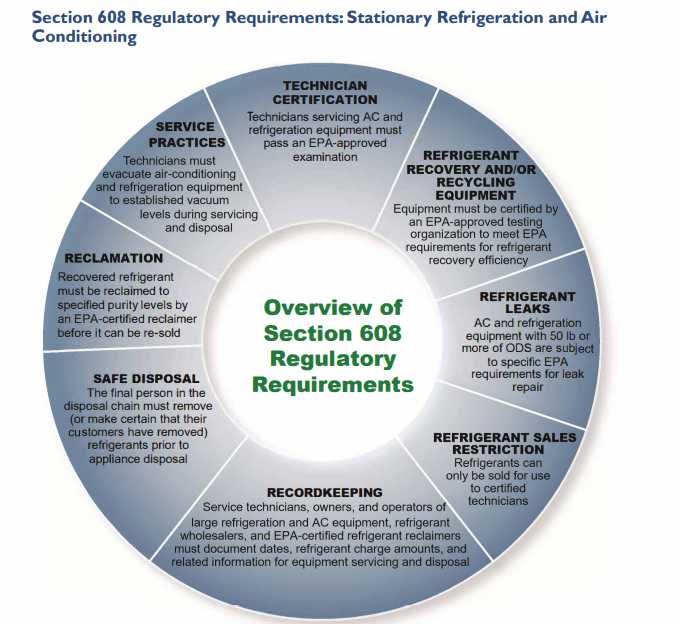 Section 608 Regulatory Requirements: Stationary Refrigeration and Air
Conditioning
TECHNICIAN
CERTIFICATION
Technicians servicing AC and
refrigeration equipment must
pass an EPA-approved
examination
REFRIGERANT
RECOVERY AND/OR
RECYCLING
EQUIPMENT
Equipment must be certified by
an EPA-approved testing
organization to meet EPA
requirements for refrigerant
recovery efficiency
REFRIGERANT
LEAKS
AC and refrigeration
equipment with 50 lb or
more of ODS are subject
to specific EPA
requirements for leak
repair
REFRIGERANT SALES
RESTRICTION
Refrigerants can
only be sold for use
to certified
technicians
RECORDKEEPING
Service technicians, owners, and operators of
large refrigeration and AC equipment, refrigerant
wholesalers, and EPA-certified refrigerant reclaimers
must document dates, refrigerant charge amounts, and
related information for equipment servicing and disposal
SAFE DISPOSAL
The final person in the
disposal chain must remove
(or make certain that their
customers have removed)
refrigerants prior to
appliance disposal
RECLAMATION
Recovered refrigerant
must be reclaimed to
specified purity levels by
an EPA-certified reclaimer
before it can be re-sold
SERVICE
PRACTICES
Technicians must
evacuate air-conditioning
and refrigeration equipment
to established vacuum
levels during servicing
and disposal
Overview of
Section 608
Regulatory
Requirements